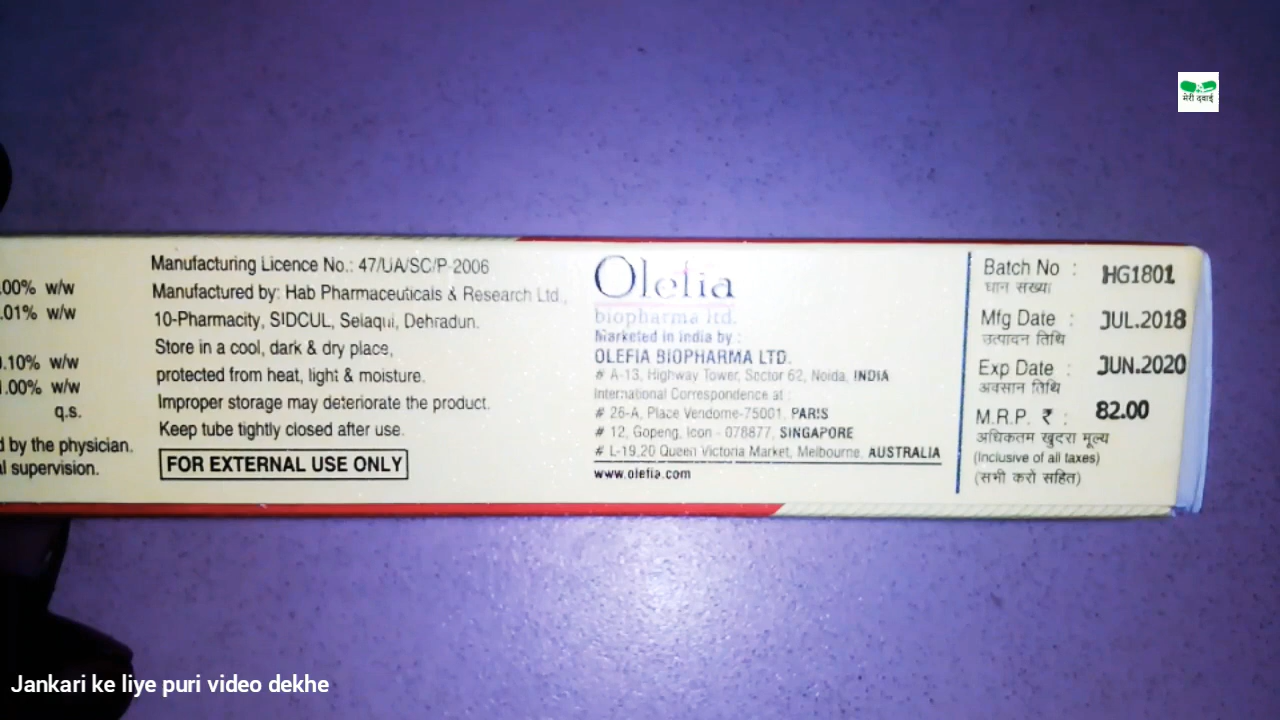 .00% w/w
.01% w/w
0.10% w/w
1.00% w/w
q.s.
d by the physician.
al supervision.
Manufacturing Licence No.: 47/UA/SC/P-2006
Manufactured by: Hab Pharmaceuticals & Research Ltd.,
10-Pharmacity, SIDCUL, Selaqui, Dehradun.
Store in a cool, dark & dry place,
protected from heat, light & moisture.
Improper storage may deteriorate the product.
Keep tube tightly closed after use.
FOR EXTERNAL USE ONLY
Olefia
biopharma ltd.
Marketed in India by :
OLEFIA BIOPHARMA LTD.
# A-13, Highway Tower, Sector 62, Noida, INDIA
International Correspondence at :
# 26-A, Place Vendome-75001, PARIS
# 12, Gopeng, Icon - 078877, SINGAPORE
# L-19,20 Queen Victoria Market, Melbourne, AUSTRALIA
www.olefia.com
Batch No : HG1801
घान संख्या
Mfg Date : JUL.2018
उत्पादन तिथि
Exp Date : JUN.2020
अवसान तिथि
M.R.P. ₹ : 82.00
अधिकतम खुदरा मूल्य
(Inclusive of all taxes)
(सभी करों सहित)
मेरी दवाई
Jankari ke liye puri video dekhe